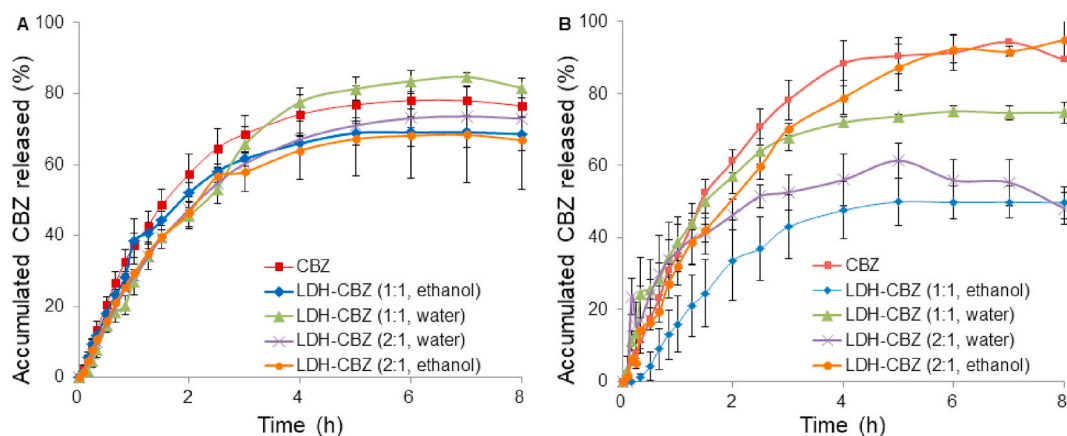 A
Accumulated CBZ released (%)
100
80
60
40
20
0
CBZ
LDH-CBZ (1:1, ethanol)
LDH-CBZ (1:1, water)
LDH-CBZ (2:1, water)
LDH-CBZ (2:1, ethanol)
0
2
4
6
8
Time (h)
B
Accumulated CBZ released (%)
100
80
60
40
20
0
CBZ
LDH-CBZ (1:1, ethanol)
LDH-CBZ (1:1, water)
LDH-CBZ (2:1, water)
LDH-CBZ (2:1, ethanol)
0
2
4
6
8
Time (h)